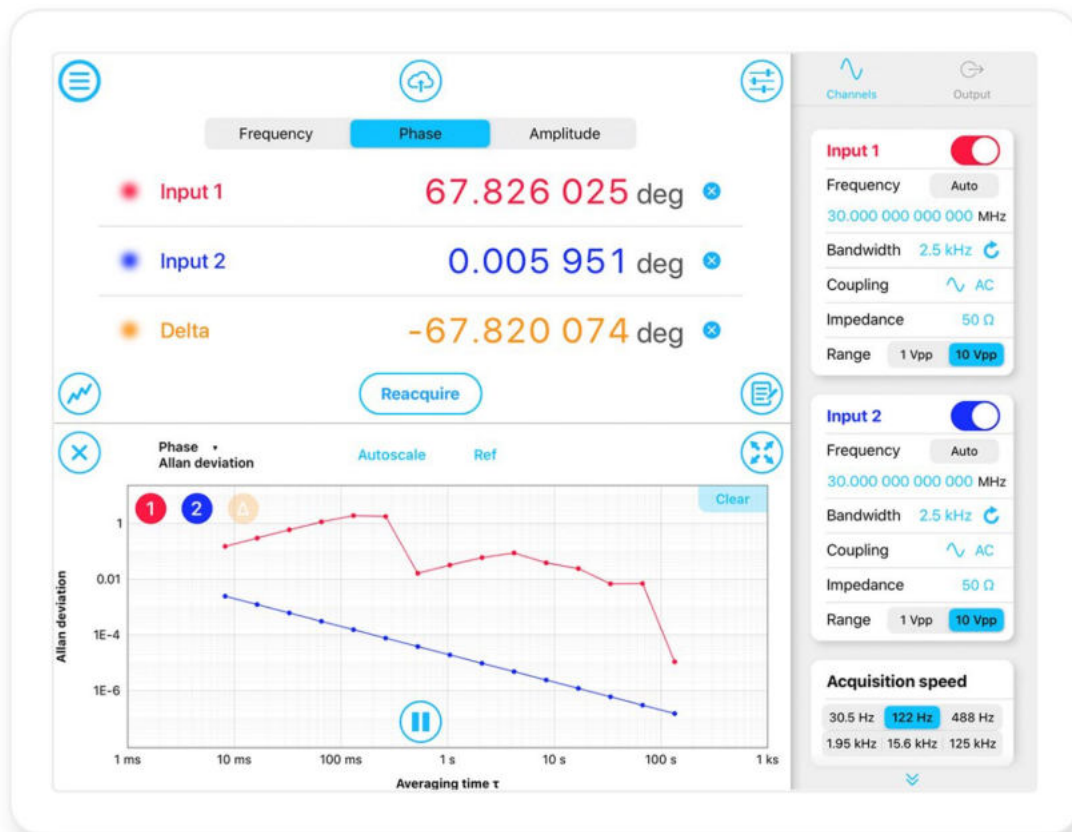 Frequency Phase Amplitude
Input 1 67.826 025 deg
Input 2 0.005 951 deg
Delta -67.820 074 deg
Reacquire
Phase
Allan deviation
Autoscale Ref
1 2 Δ
Clear
Allan deviation
1
0.01
1E-4
1E-6
1 ms 10 ms 100 ms 1 s 10 s 100 s 1 ks
Averaging time τ
Channels Output
Input 1
Frequency Auto
30.000 000 000 000 MHz
Bandwidth 2.5 kHz
Coupling AC
Impedance 50 Ω
Range 1 Vpp 10 Vpp
Input 2
Frequency Auto
30.000 000 000 000 MHz
Bandwidth 2.5 kHz
Coupling AC
Impedance 50 Ω
Range 1 Vpp 10 Vpp
Acquisition speed
30.5 Hz 122 Hz 488 Hz
1.95 kHz 15.6 kHz 125 kHz